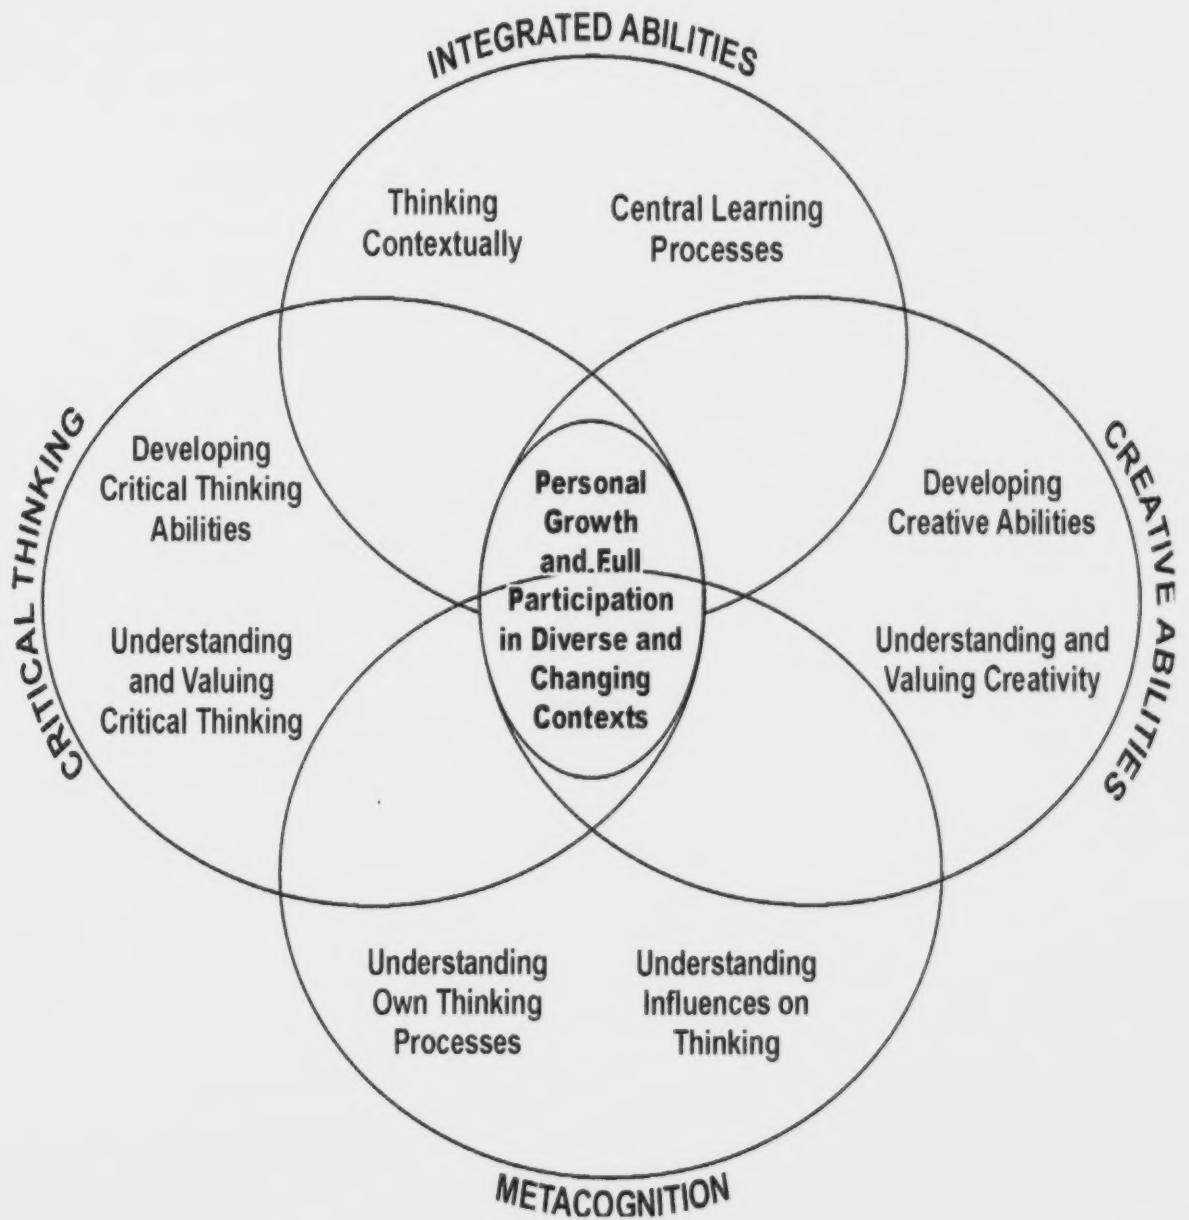 INTEGRATED ABILITIES
Thinking
Contextually
Central Learning
Processes
CRITICAL THINKING
Developing
Critical Thinking
Abilities
Understanding
and Valuing
Critical Thinking
Personal
Growth
and Full
Participation
in Diverse and
Changing
Contexts
CREATIVE ABILITIES
Developing
Creative Abilities
Understanding and
Valuing Creativity
Understanding
Own Thinking
Processes
Understanding
Influences on
Thinking
METACOGNITION